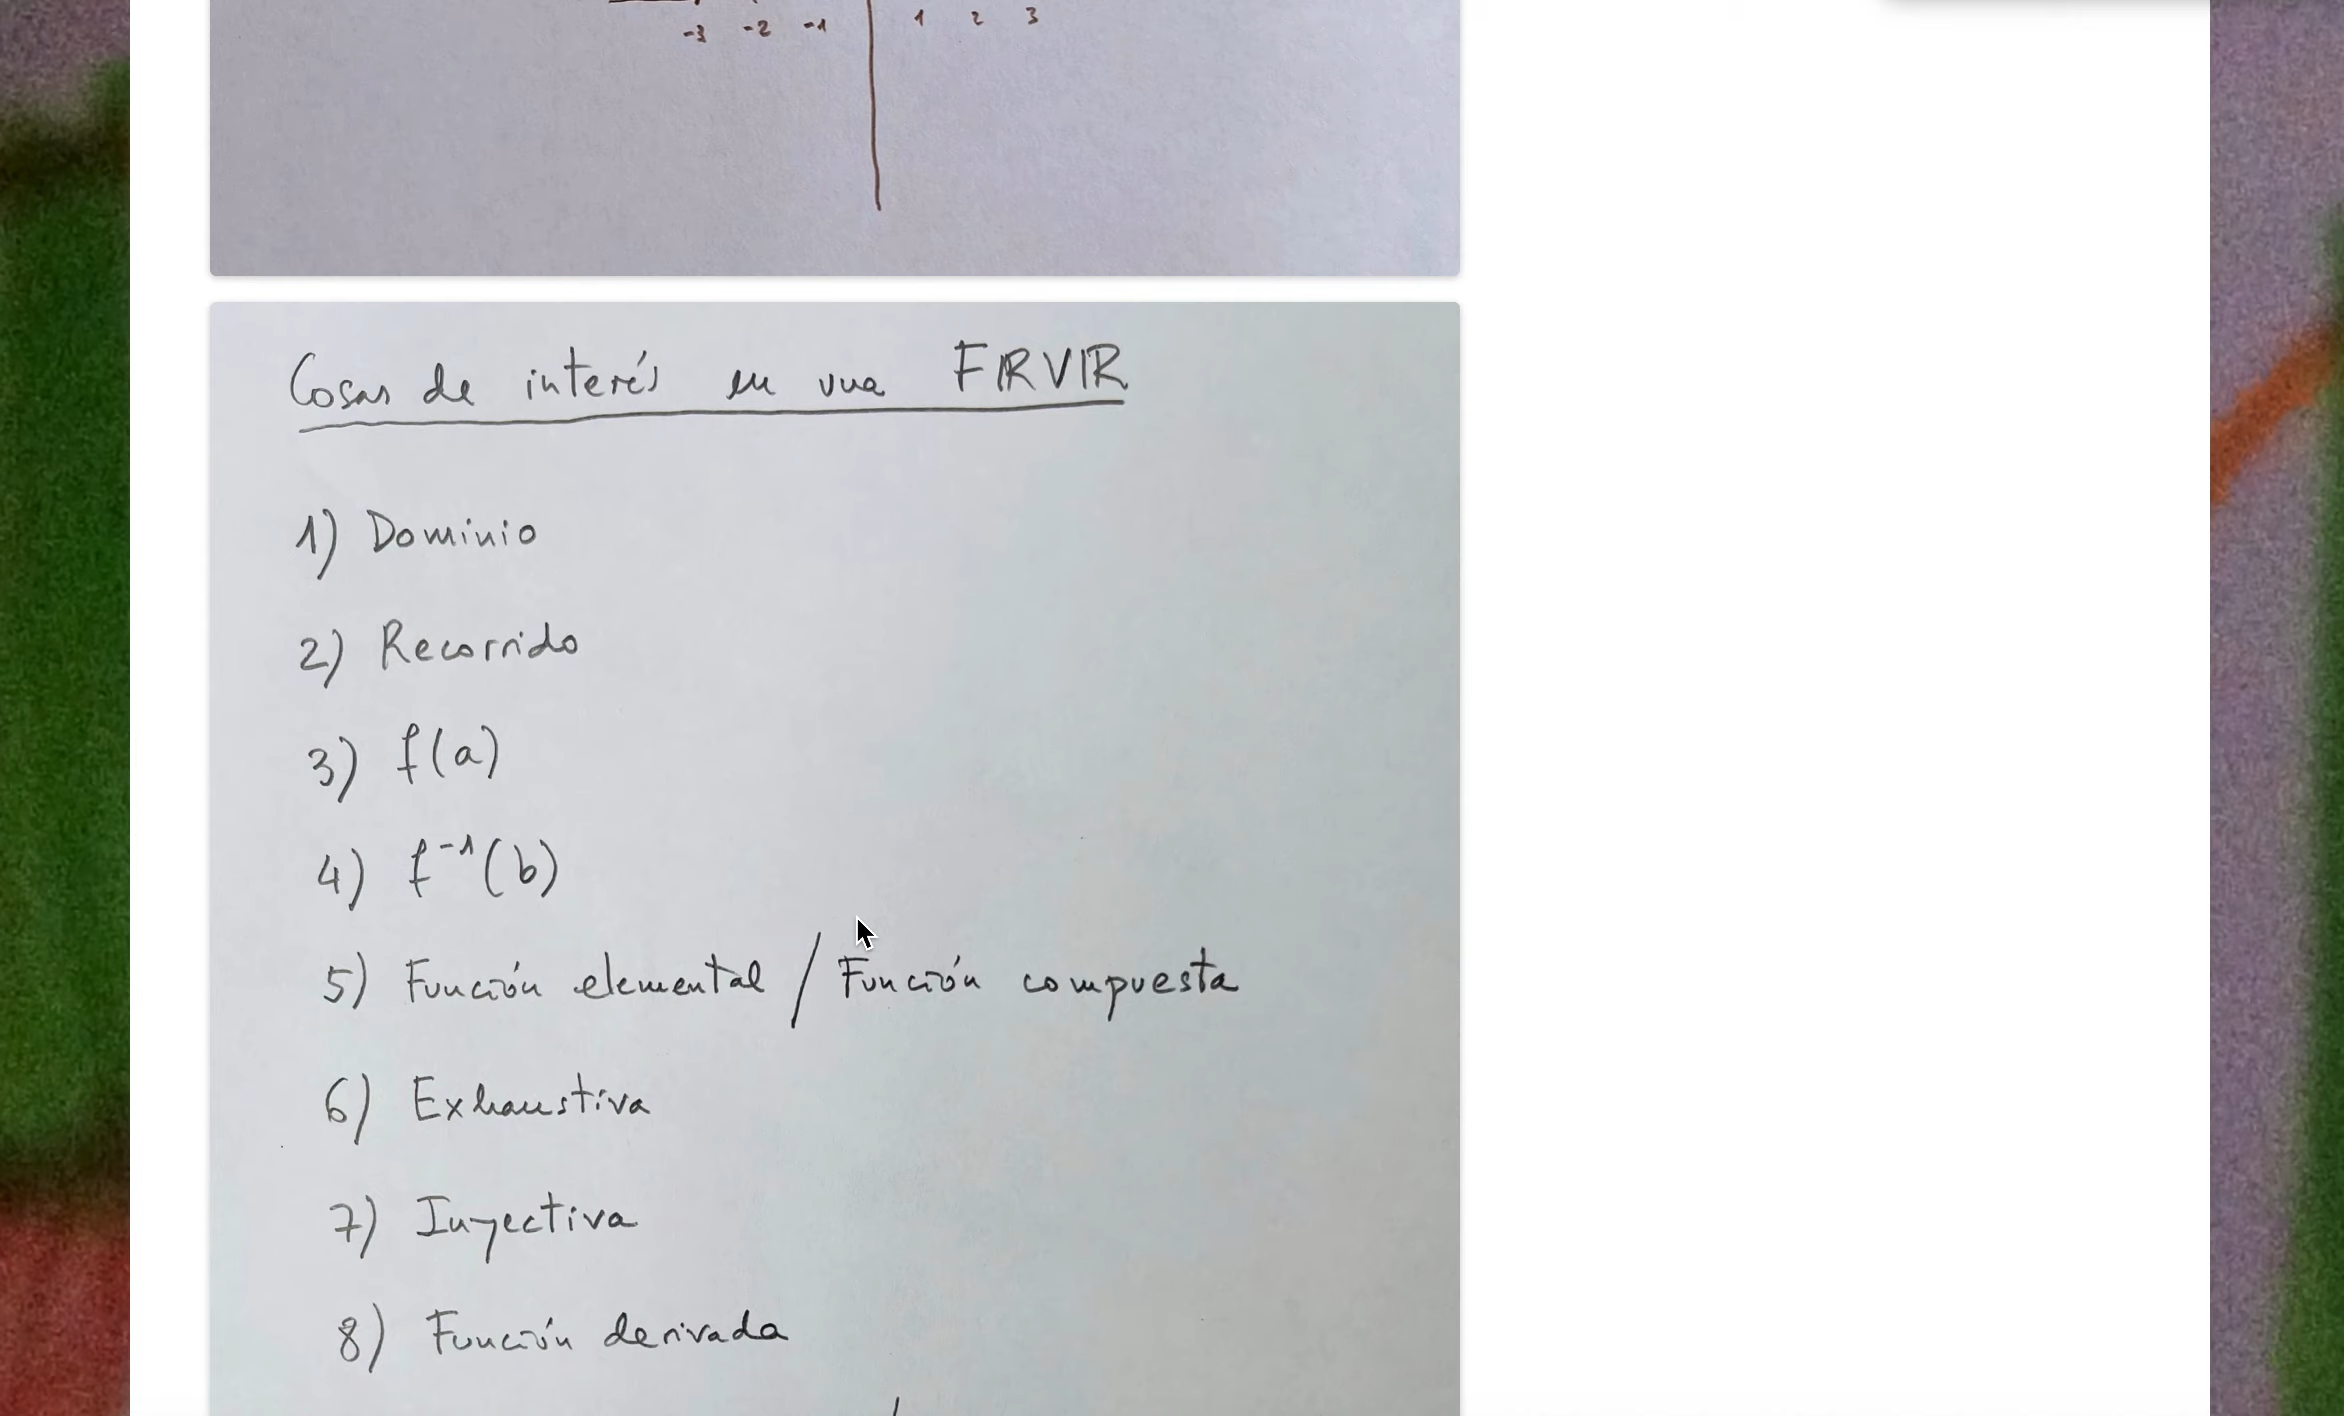 -3 -2 -1 1 2 3
Cosas de interés en una FIRVIR
1) Dominio
2) Recorrido
3) f(a)
4) f⁻¹(b)
5) Función elemental / Función compuesta
6) Exhaustiva
7) Inyectiva
8) Función derivada